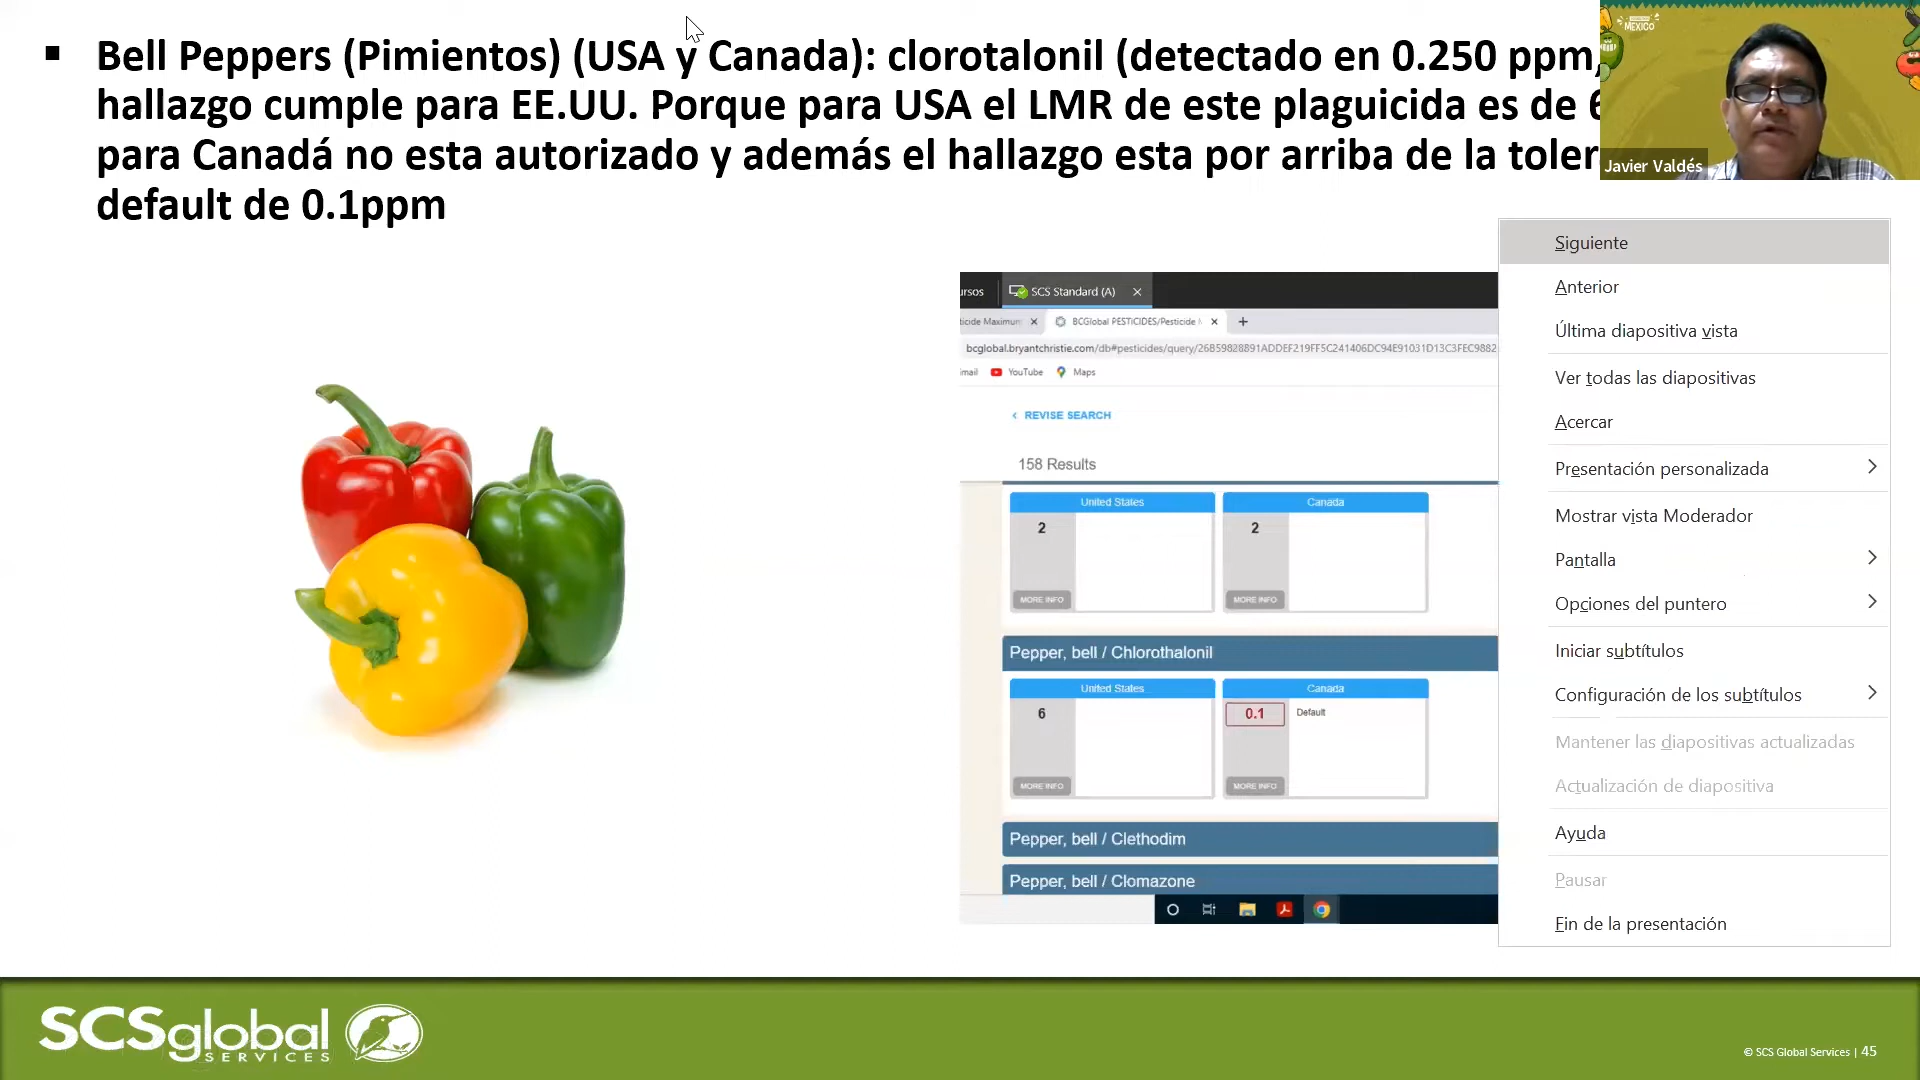 ▪ Bell Peppers (Pimientos) (USA y Canada): clorotalonil (detectado en 0.250 ppm,
hallazgo cumple para EE.UU. Porque para USA el LMR de este plaguicida es de 6
para Canadá no esta autorizado y además el hallazgo esta por arriba de la toler
default de 0.1ppm
MÉXICO
Javier Valdés
Siguiente
Anterior
Última diapositiva vista
Ver todas las diapositivas
Acercar
Presentación personalizada
Mostrar vista Moderador
Pantalla
Opciones del puntero
Iniciar subtítulos
Configuración de los subtítulos
Mantener las diapositivas actualizadas
Actualización de diapositiva
Ayuda
Pausar
Fin de la presentación
ursos SCS Standard (A)
ticide Maximum BCGlobal PESTICIDES/Pesticide
bcglobal.bryantchristie.com/db#pesticides/query/26B59828B91ADDEF219FF5C241406DC94E91031D13C3FEC9882
mail YouTube Maps
REVISE SEARCH
158 Results
United States Canada
2 2
MORE INFO MORE INFO
Pepper, bell / Chlorothalonil
United States Canada
6 0.1 Default
MORE INFO MORE INFO
Pepper, bell / Clethodim
Pepper, bell / Clomazone
SCSglobal
SERVICES
© SCS Global Services | 45